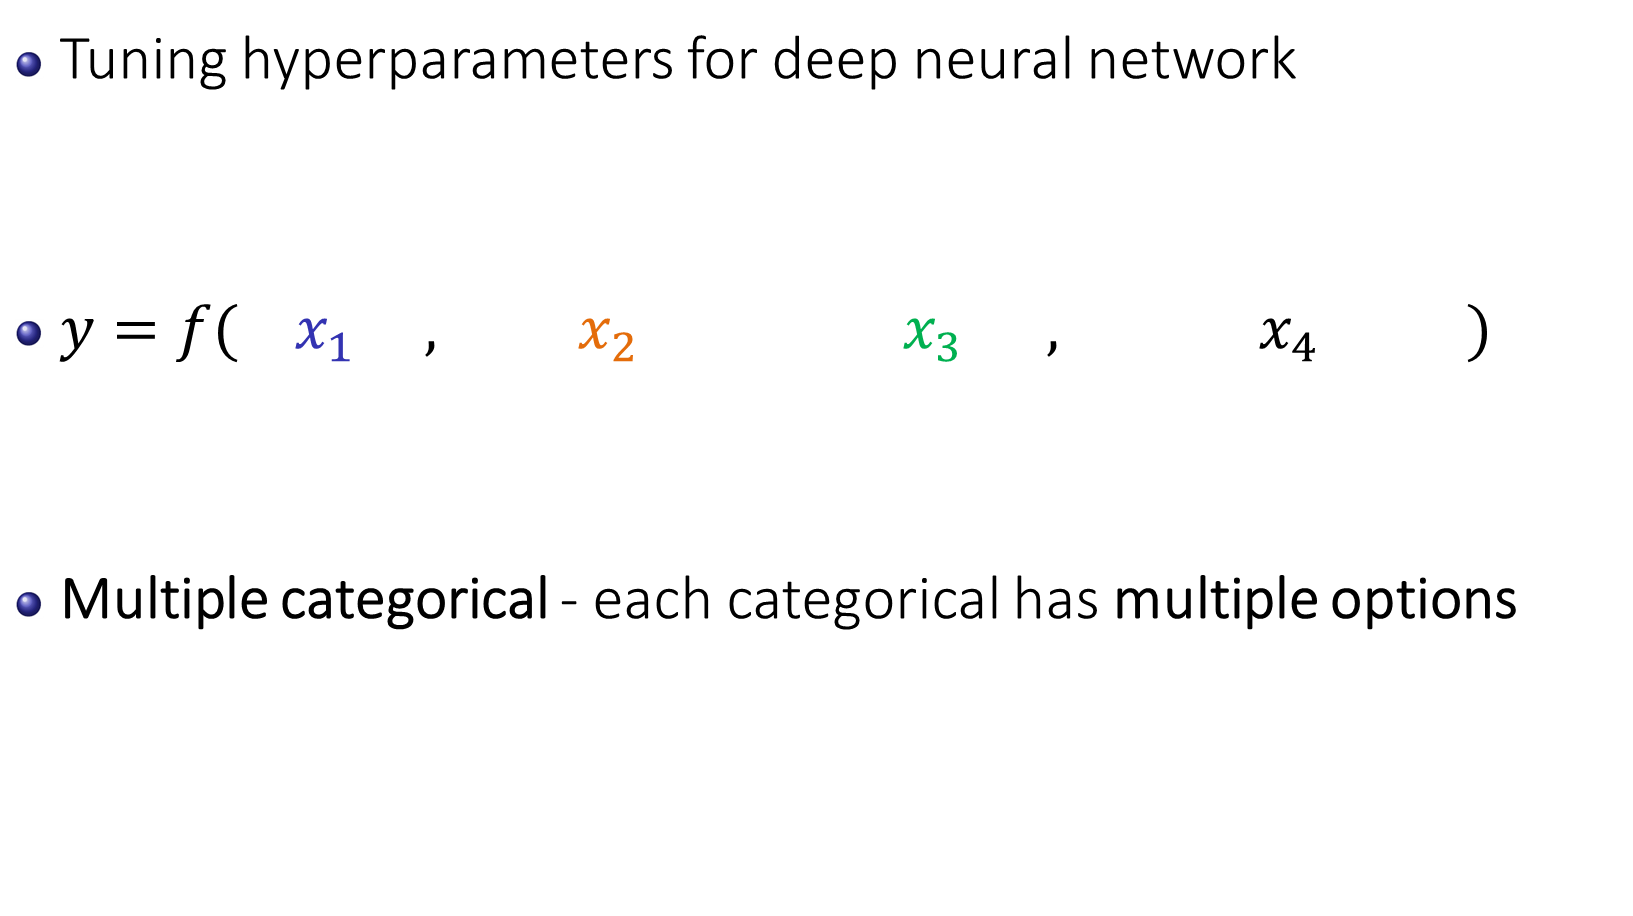 Tuning hyperparameters for deep neural network
y = f( x₁ , x₂ x₃ , x₄ )
Multiple categorical - each categorical has multiple options